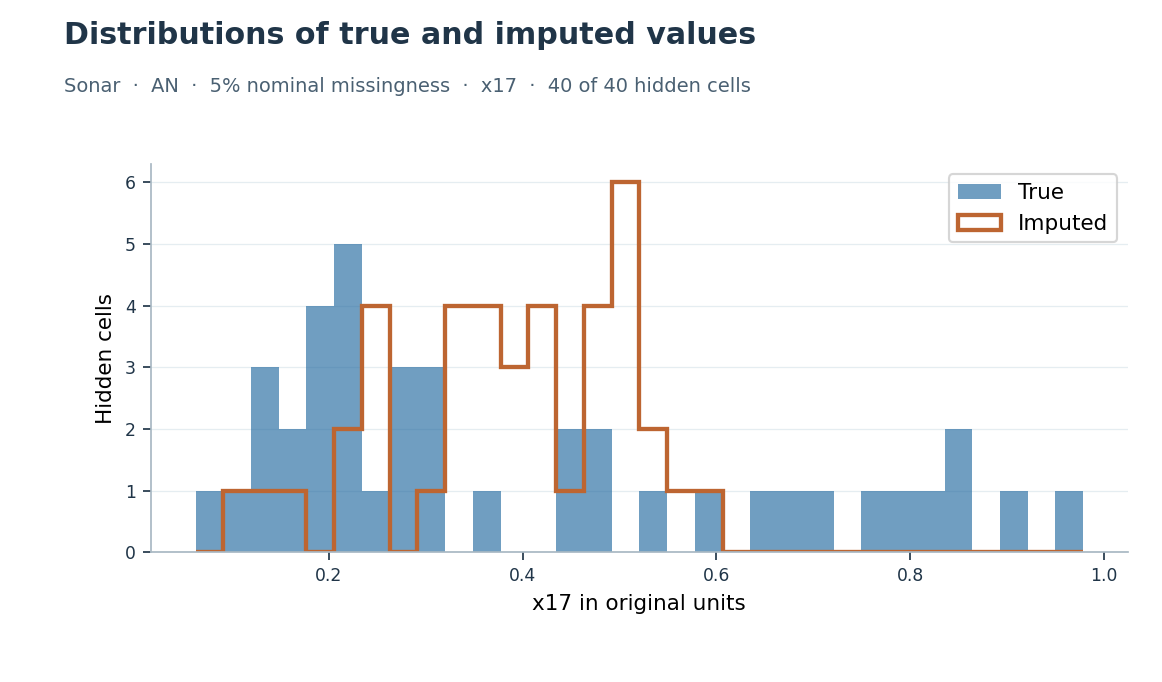 Distributions of true and imputed values
Sonar · AN · 5% nominal missingness · x17 · 40 of 40 hidden cells
True
Imputed
Hidden cells
6
5
4
3
2
1
0
0.2
0.4
0.6
0.8
1.0
x17 in original units